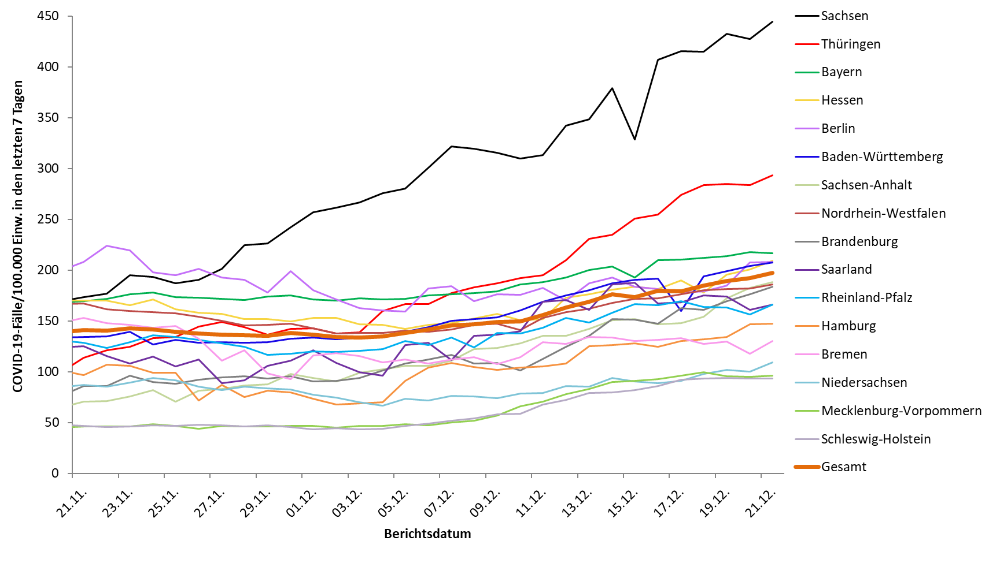 COVID-19-Fälle/100.000 Einw. in den letzten 7 Tagen
450
400
350
300
250
200
150
100
50
0
21.11.
23.11.
25.11.
27.11.
29.11.
01.12.
03.12.
05.12.
07.12.
09.12.
11.12.
13.12.
15.12.
17.12.
19.12.
21.12.
Berichtsdatum
Sachsen
Thüringen
Bayern
Hessen
Berlin
Baden-Württemberg
Sachsen-Anhalt
Nordrhein-Westfalen
Brandenburg
Saarland
Rheinland-Pfalz
Hamburg
Bremen
Niedersachsen
Mecklenburg-Vorpommern
Schleswig-Holstein
Gesamt